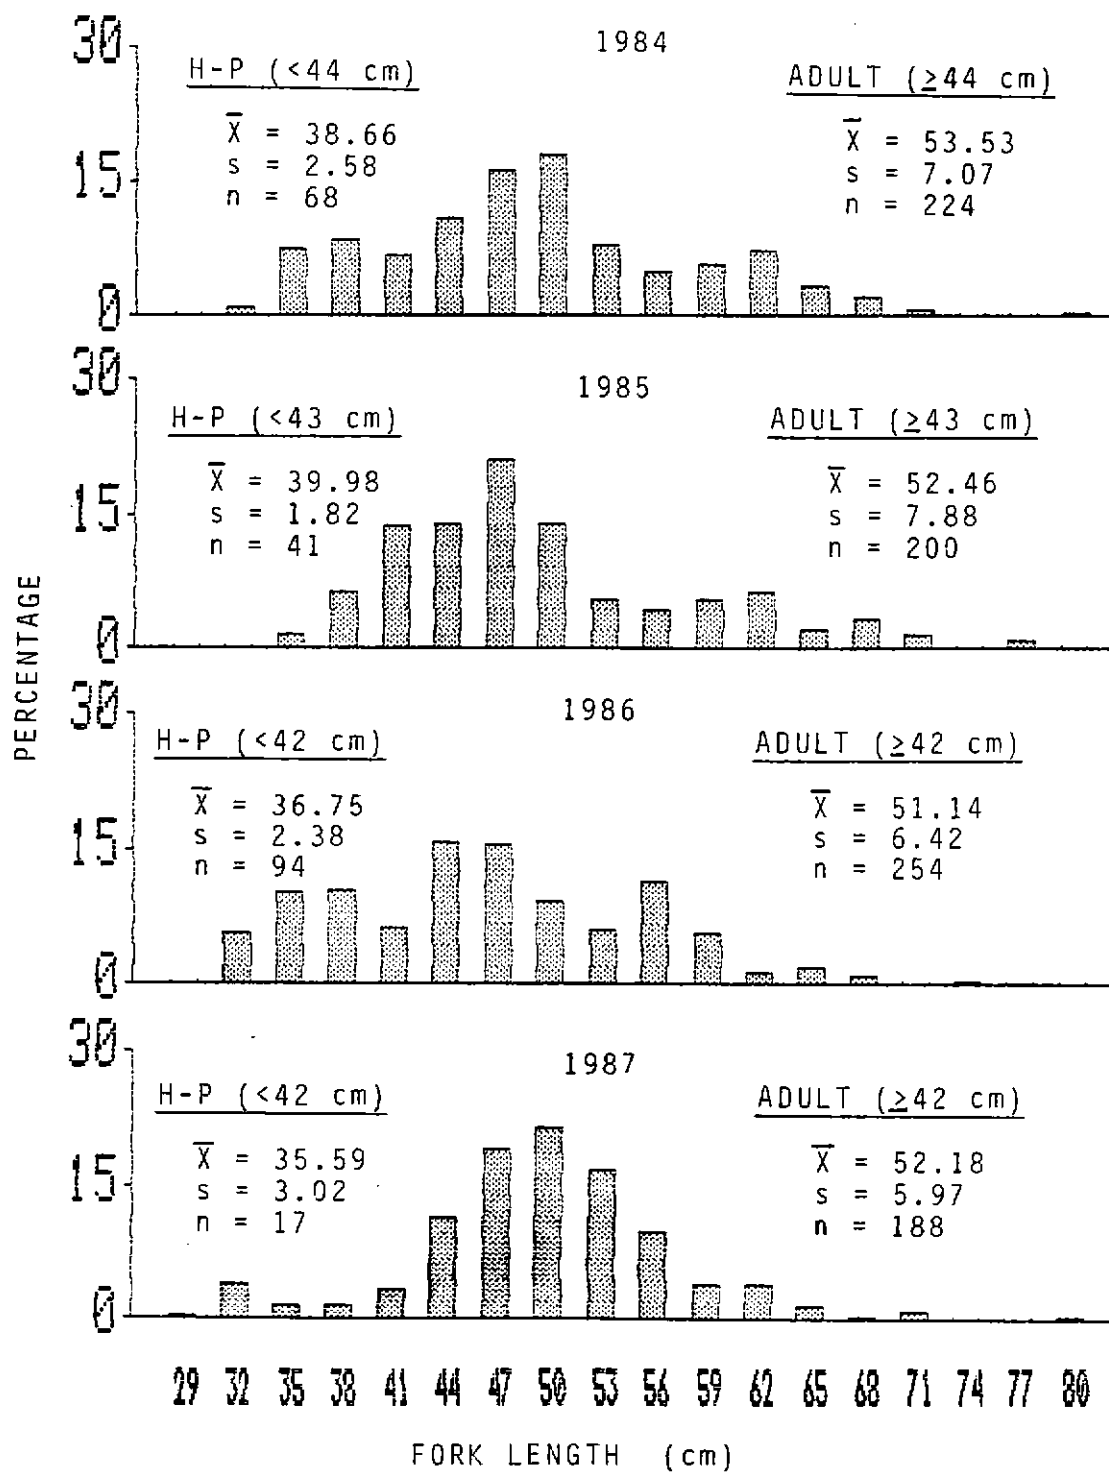 PERCENTAGE
1984
30
15
0
H-P (<44 cm)
X̅ = 38.66
s = 2.58
n = 68
ADULT (≥44 cm)
X̅ = 53.53
s = 7.07
n = 224
1985
30
15
0
H-P (<43 cm)
X̅ = 39.98
s = 1.82
n = 41
ADULT (≥43 cm)
X̅ = 52.46
s = 7.88
n = 200
1986
30
15
0
H-P (<42 cm)
X̅ = 36.75
s = 2.38
n = 94
ADULT (≥42 cm)
X̅ = 51.14
s = 6.42
n = 254
1987
30
15
0
H-P (<42 cm)
X̅ = 35.59
s = 3.02
n = 17
ADULT (≥42 cm)
X̅ = 52.18
s = 5.97
n = 188
29 32 35 38 41 44 47 50 53 56 59 62 65 68 71 74 77 80
FORK LENGTH (cm)